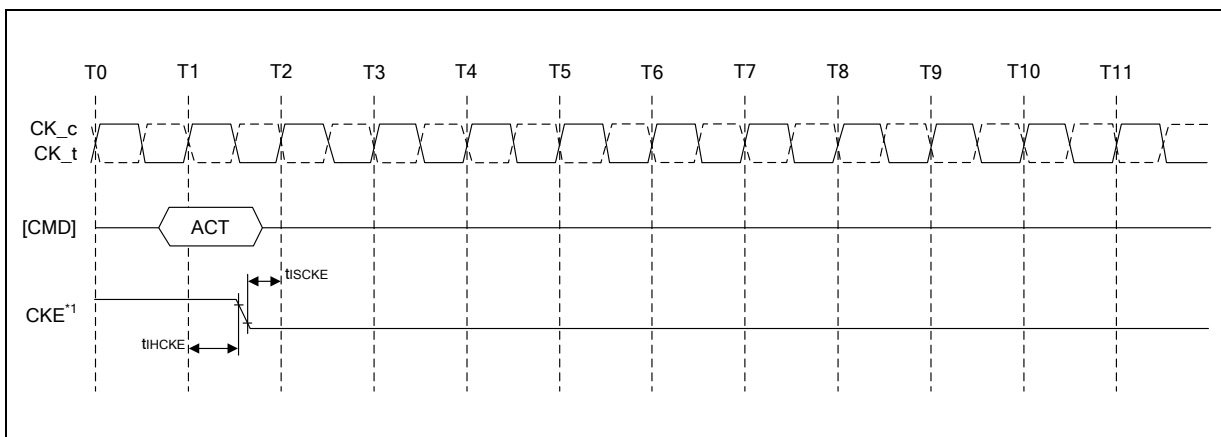 T0 T1 T2 T3 T4 T5 T6 T7 T8 T9 T10 T11
CK_c
CK_t
[CMD] ACT
tISCKE
CKE*1
tIHCKE